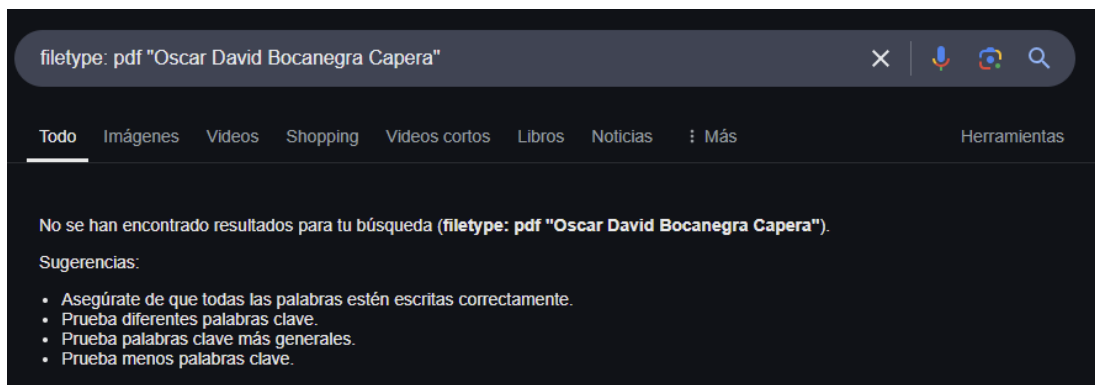 filetype: pdf "Oscar David Bocanegra Capera"
Todo Imágenes Videos Shopping Videos cortos Libros Noticias Más Herramientas
No se han encontrado resultados para tu búsqueda (filetype: pdf "Oscar David Bocanegra Capera").
Sugerencias:
• Asegúrate de que todas las palabras estén escritas correctamente.
• Prueba diferentes palabras clave.
• Prueba palabras clave más generales.
• Prueba menos palabras clave.